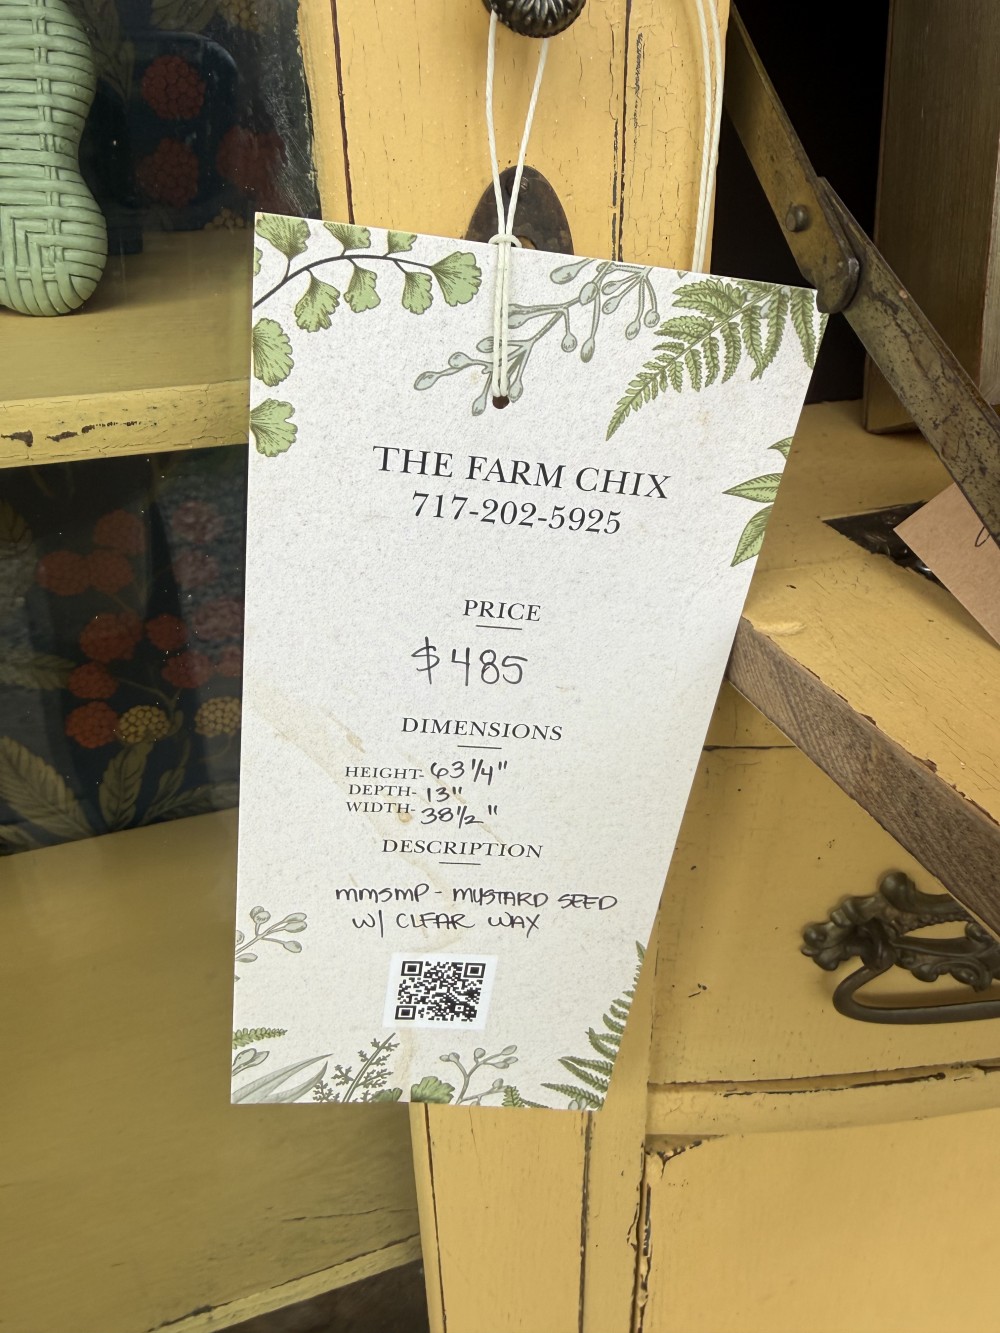 THE FARM CHIX
717-202-5925
PRICE
$485
DIMENSIONS
HEIGHT- 63 1/4"
DEPTH- 13"
WIDTH- 38 1/2"
DESCRIPTION
MMSMP - MUSTARD SEED
W/ CLEAR WAX